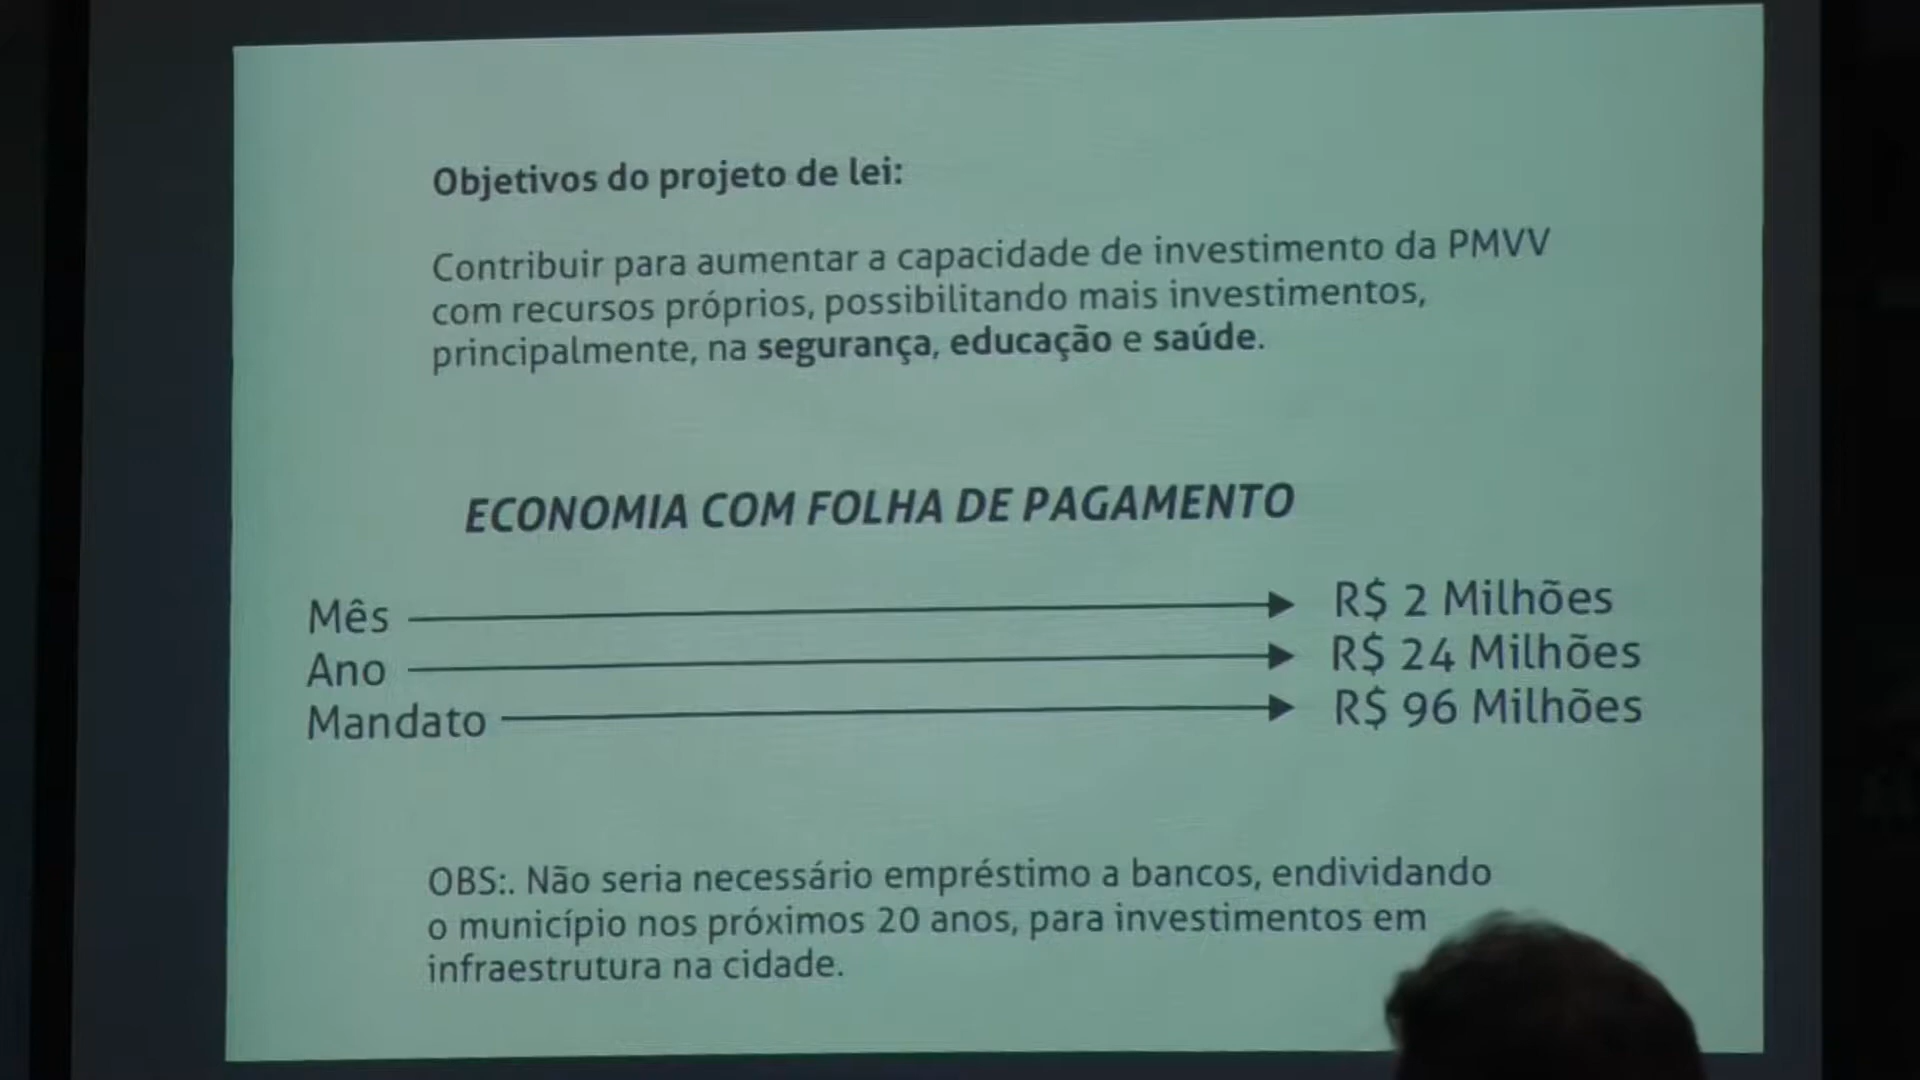 Objetivos do projeto de lei:
Contribuir para aumentar a capacidade de investimento da PMVV
com recursos próprios, possibilitando mais investimentos,
principalmente, na segurança, educação e saúde.
ECONOMIA COM FOLHA DE PAGAMENTO
Mês R$ 2 Milhões
Ano R$ 24 Milhões
Mandato R$ 96 Milhões
OBS:. Não seria necessário empréstimo a bancos, endividando
o município nos próximos 20 anos, para investimentos em
infraestrutura na cidade.